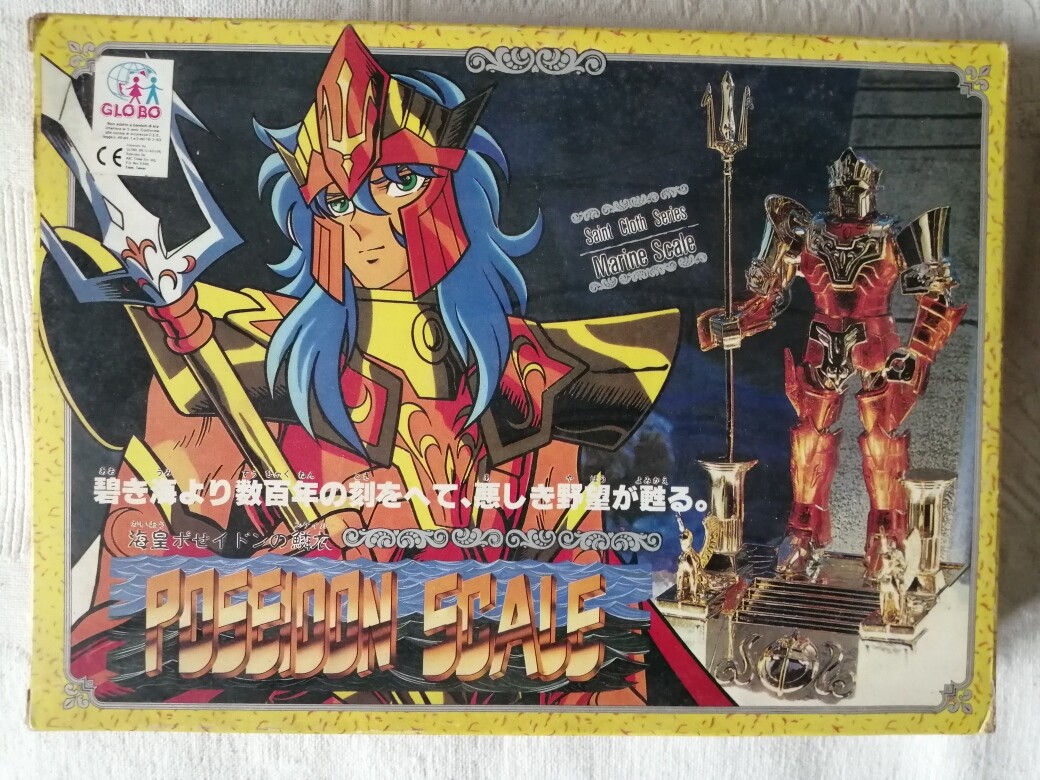 GLOBO
CE
Saint Cloth Series
Marine Scale
碧き海より数百年の刻をへて、悪しき野望が甦る。
海皇ポセイドンの鱗衣
POSEIDON SCALE